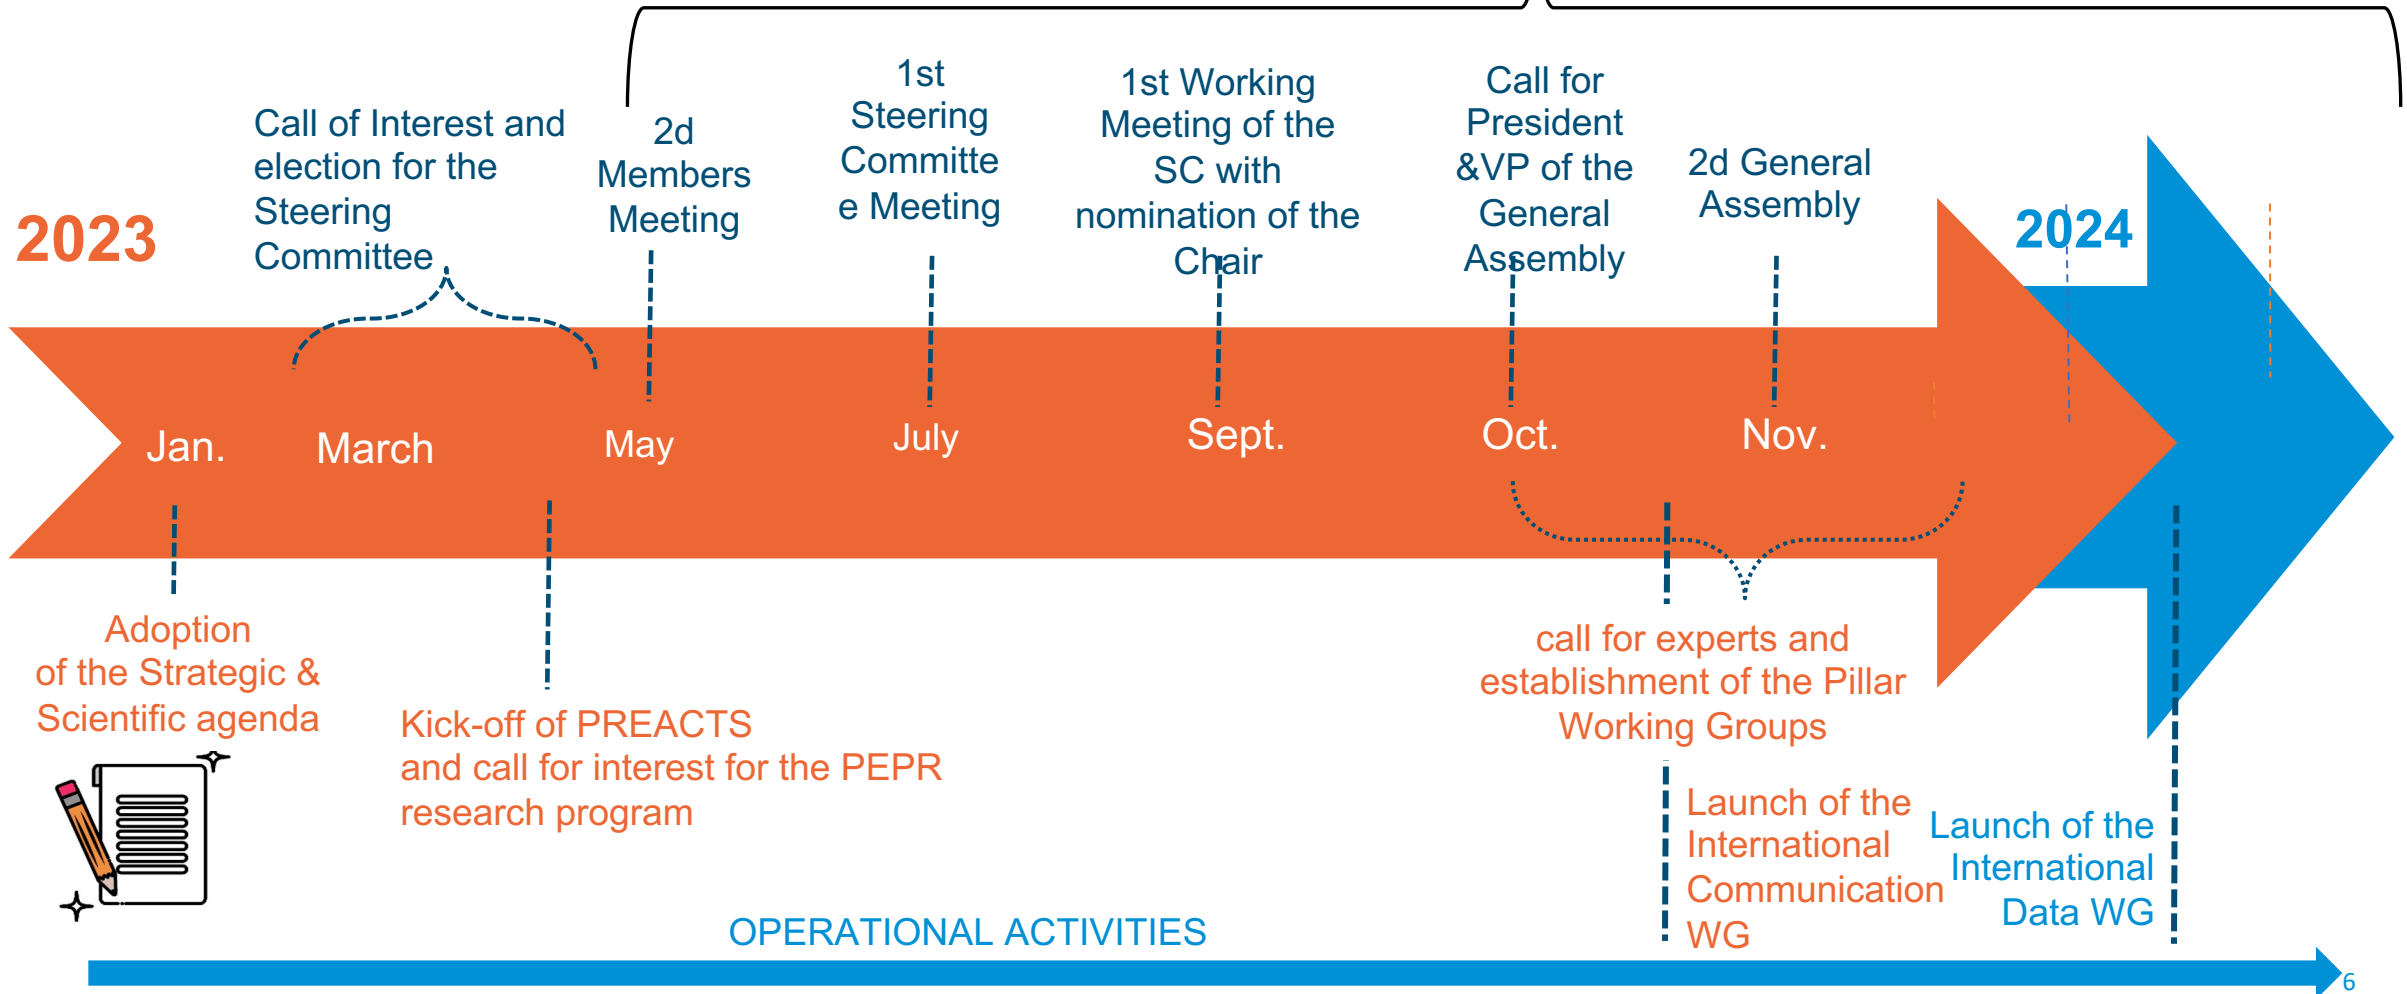 2023
Call of Interest and
election for the
Steering
Committee
2d
Members
Meeting
1st
Steering
Committe
e Meeting
1st Working
Meeting of the
SC with
nomination of the
Chair
Call for
President
&VP of the
General
Assembly
2d General
Assembly
2024
Jan.
March
May
July
Sept.
Oct.
Nov.
Adoption
of the Strategic &
Scientific agenda
Kick-off of PREACTS
and call for interest for the PEPR
research program
call for experts and
establishment of the Pillar
Working Groups
Launch of the
International
Communication
WG
Launch of the
International
Data WG
OPERATIONAL ACTIVITIES
6